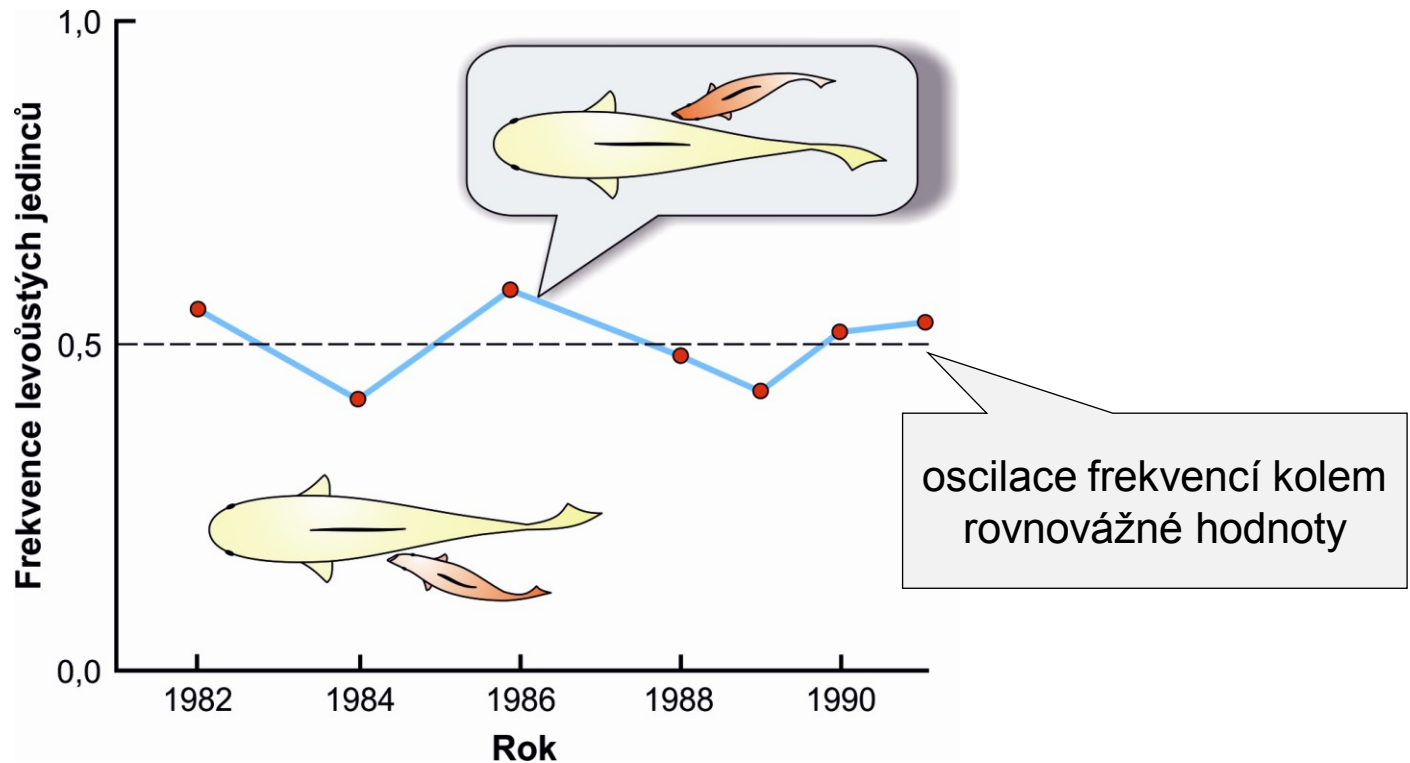 1,0
Frekvence levoůstých jedinců
0,5
oscilace frekvencí kolem
rovnovážné hodnoty
0,0
1982 1984 1986 1988 1990
Rok